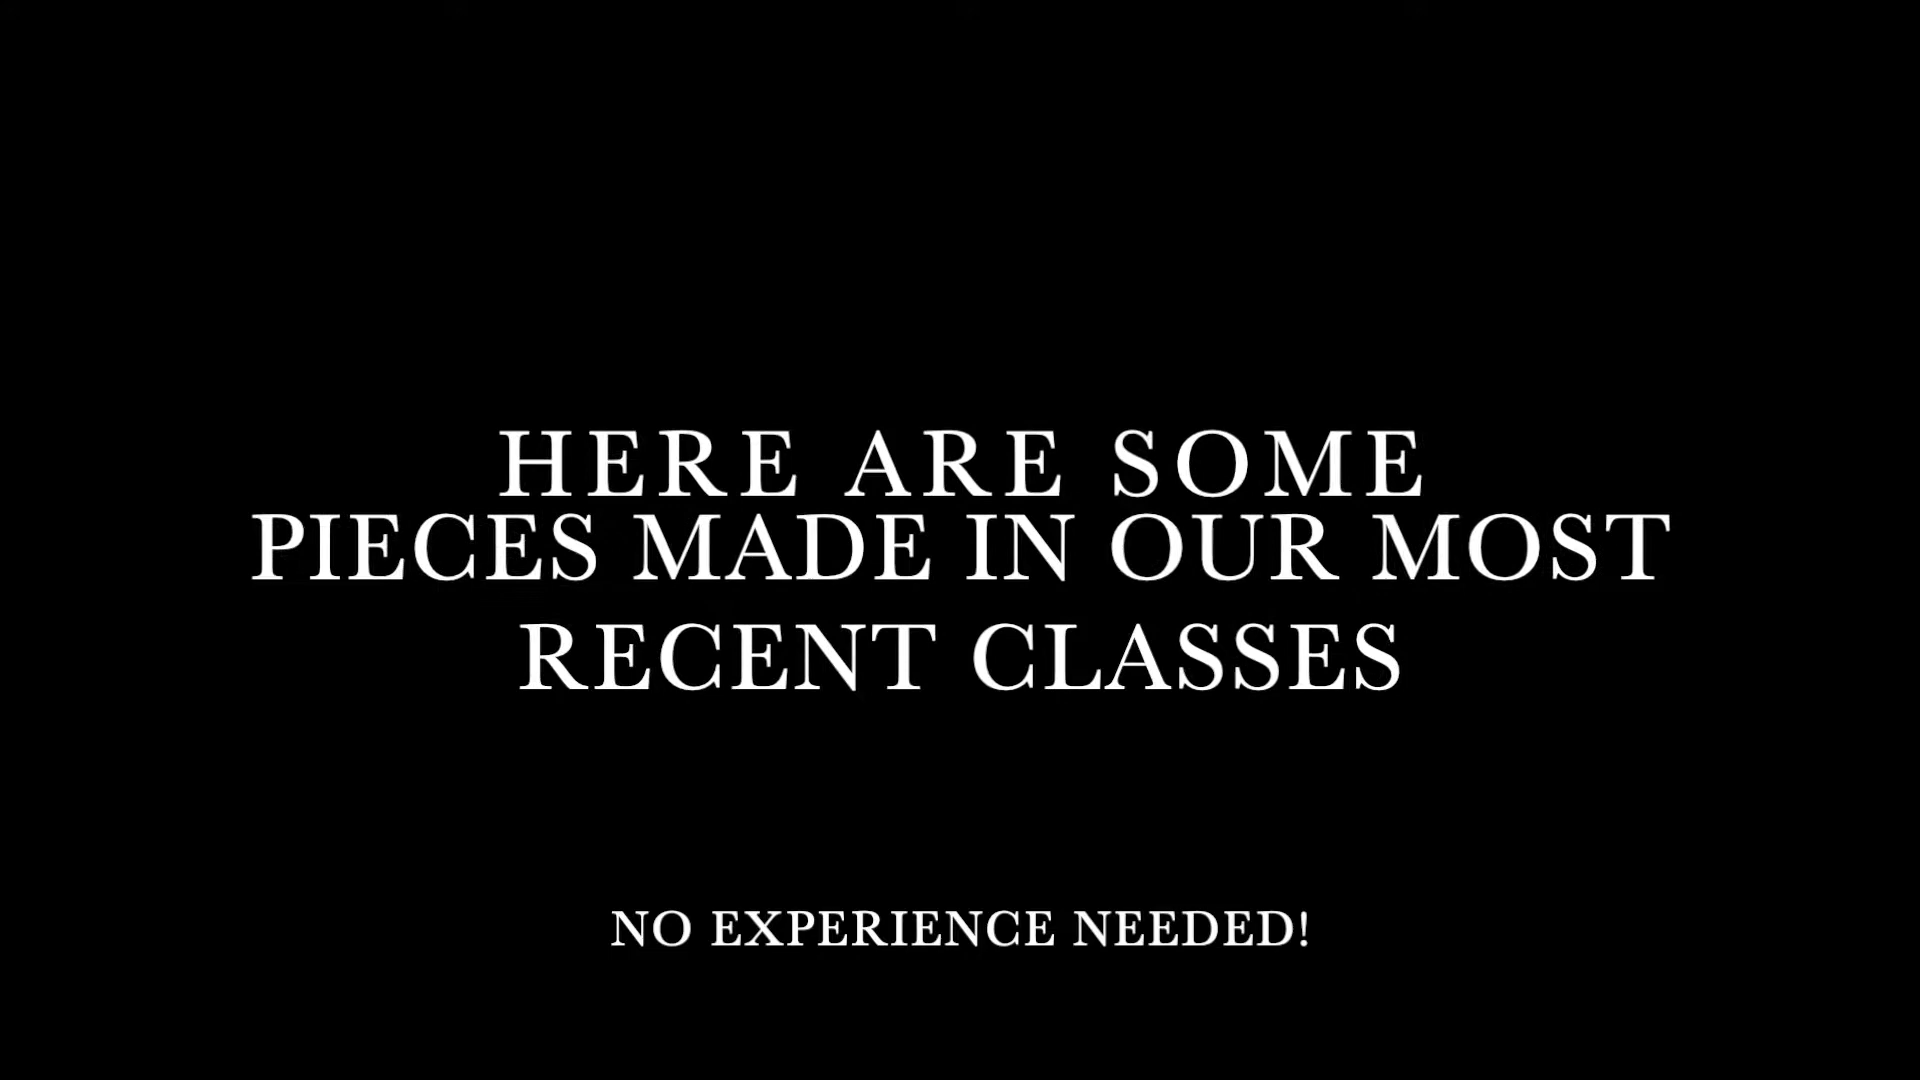 HERE ARE SOME
PIECES MADE IN OUR MOST
RECENT CLASSES
NO EXPERIENCE NEEDED!